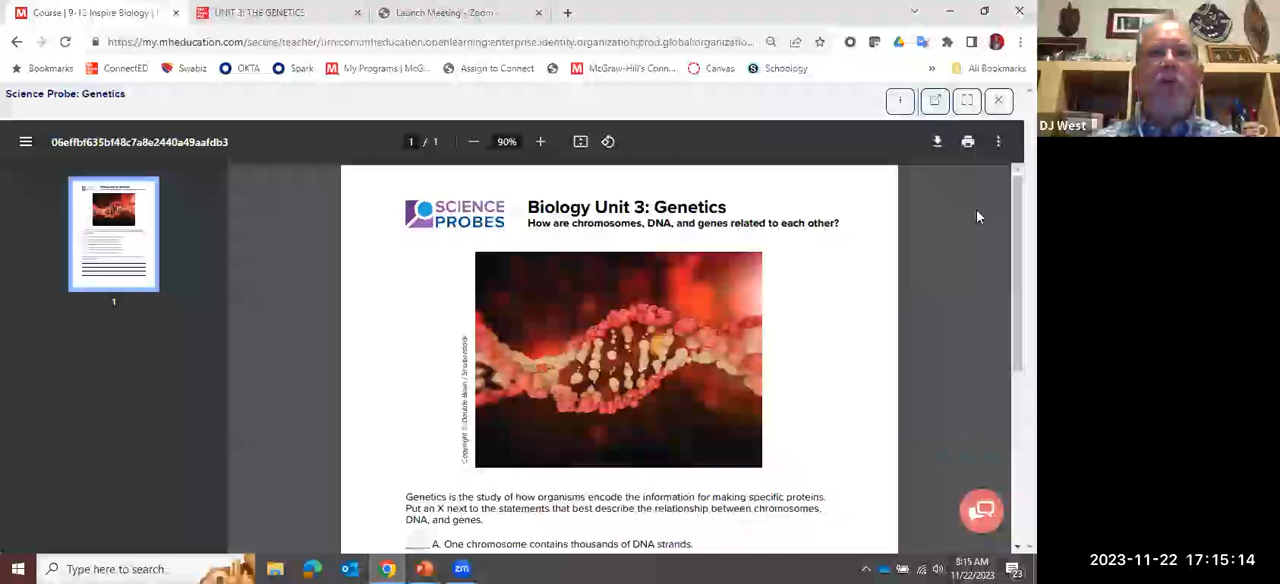 Course | 9-12 Inspire Biology |
UNIT 3: THE GENETICS
Launch Meeting - Zoom
https://my.mheducation.com/secure/teacher/urn:com.mheducation.openlearning:enterprise.identity.organization:prod.global:organizatio...
Bookmarks ConnectED Swabiz OKTA Spark My Programs | McG... Assign to Connect McGraw-Hill's Conn... Canvas Schoology » All Bookmarks
Science Probe: Genetics
06effbf635bf48c7a8e2440a49aafdb3
1 / 1
90%
DJ West
1
SCIENCE
PROBES
Biology Unit 3: Genetics
How are chromosomes, DNA, and genes related to each other?
Genetics is the study of how organisms encode the information for making specific proteins.
Put an X next to the statements that best describe the relationship between chromosomes,
DNA, and genes.
____ A. One chromosome contains thousands of DNA strands.
Type here to search
8:15 AM
11/22/2023
23
2023-11-22 17:15:14